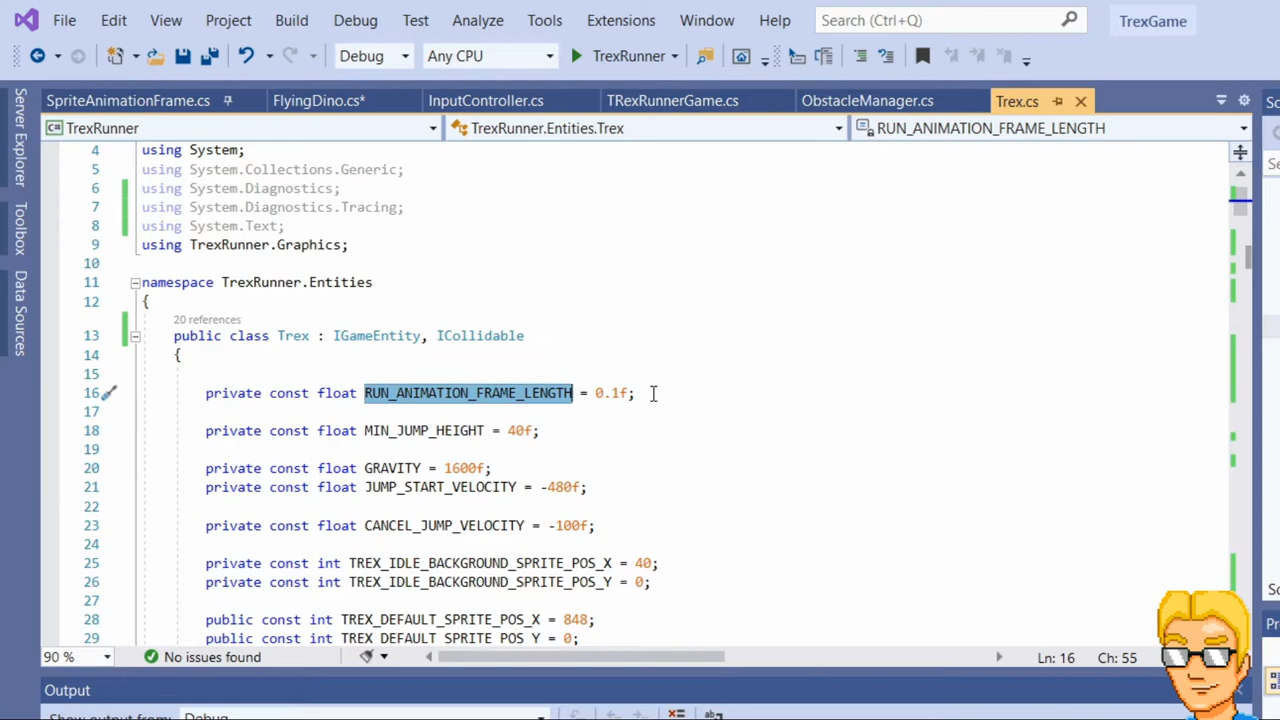 File Edit View Project Build Debug Test Analyze Tools Extensions Window Help Search (Ctrl+Q) TrexGame
Debug Any CPU TrexRunner
SpriteAnimationFrame.cs FlyingDino.cs* InputController.cs TRexRunnerGame.cs ObstacleManager.cs Trex.cs
TrexRunner TrexRunner.Entities.Trex RUN_ANIMATION_FRAME_LENGTH
Server Explorer
Toolbox
Data Sources
4 using System;
5 using System.Collections.Generic;
6 using System.Diagnostics;
7 using System.Diagnostics.Tracing;
8 using System.Text;
9 using TrexRunner.Graphics;
10
11 namespace TrexRunner.Entities
12 {
20 references
13 public class Trex : IGameEntity, ICollidable
14 {
15
16 private const float RUN_ANIMATION_FRAME_LENGTH = 0.1f;
17
18 private const float MIN_JUMP_HEIGHT = 40f;
19
20 private const float GRAVITY = 1600f;
21 private const float JUMP_START_VELOCITY = -480f;
22
23 private const float CANCEL_JUMP_VELOCITY = -100f;
24
25 private const int TREX_IDLE_BACKGROUND_SPRITE_POS_X = 40;
26 private const int TREX_IDLE_BACKGROUND_SPRITE_POS_Y = 0;
27
28 public const int TREX_DEFAULT_SPRITE_POS_X = 848;
29 public const int TREX_DEFAULT_SPRITE_POS_Y = 0;
90 % No issues found Ln: 16 Ch: 55
Output
Show output from: Debug